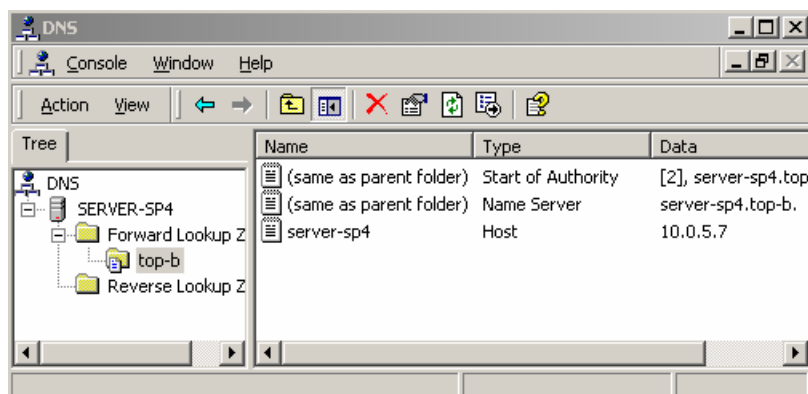 DNS
Console Window Help
Action View
Tree
Name Type Data
DNS
SERVER-SP4
Forward Lookup Z
top-b
Reverse Lookup Z
(same as parent folder) Start of Authority [2], server-sp4.top
(same as parent folder) Name Server server-sp4.top-b.
server-sp4 Host 10.0.5.7